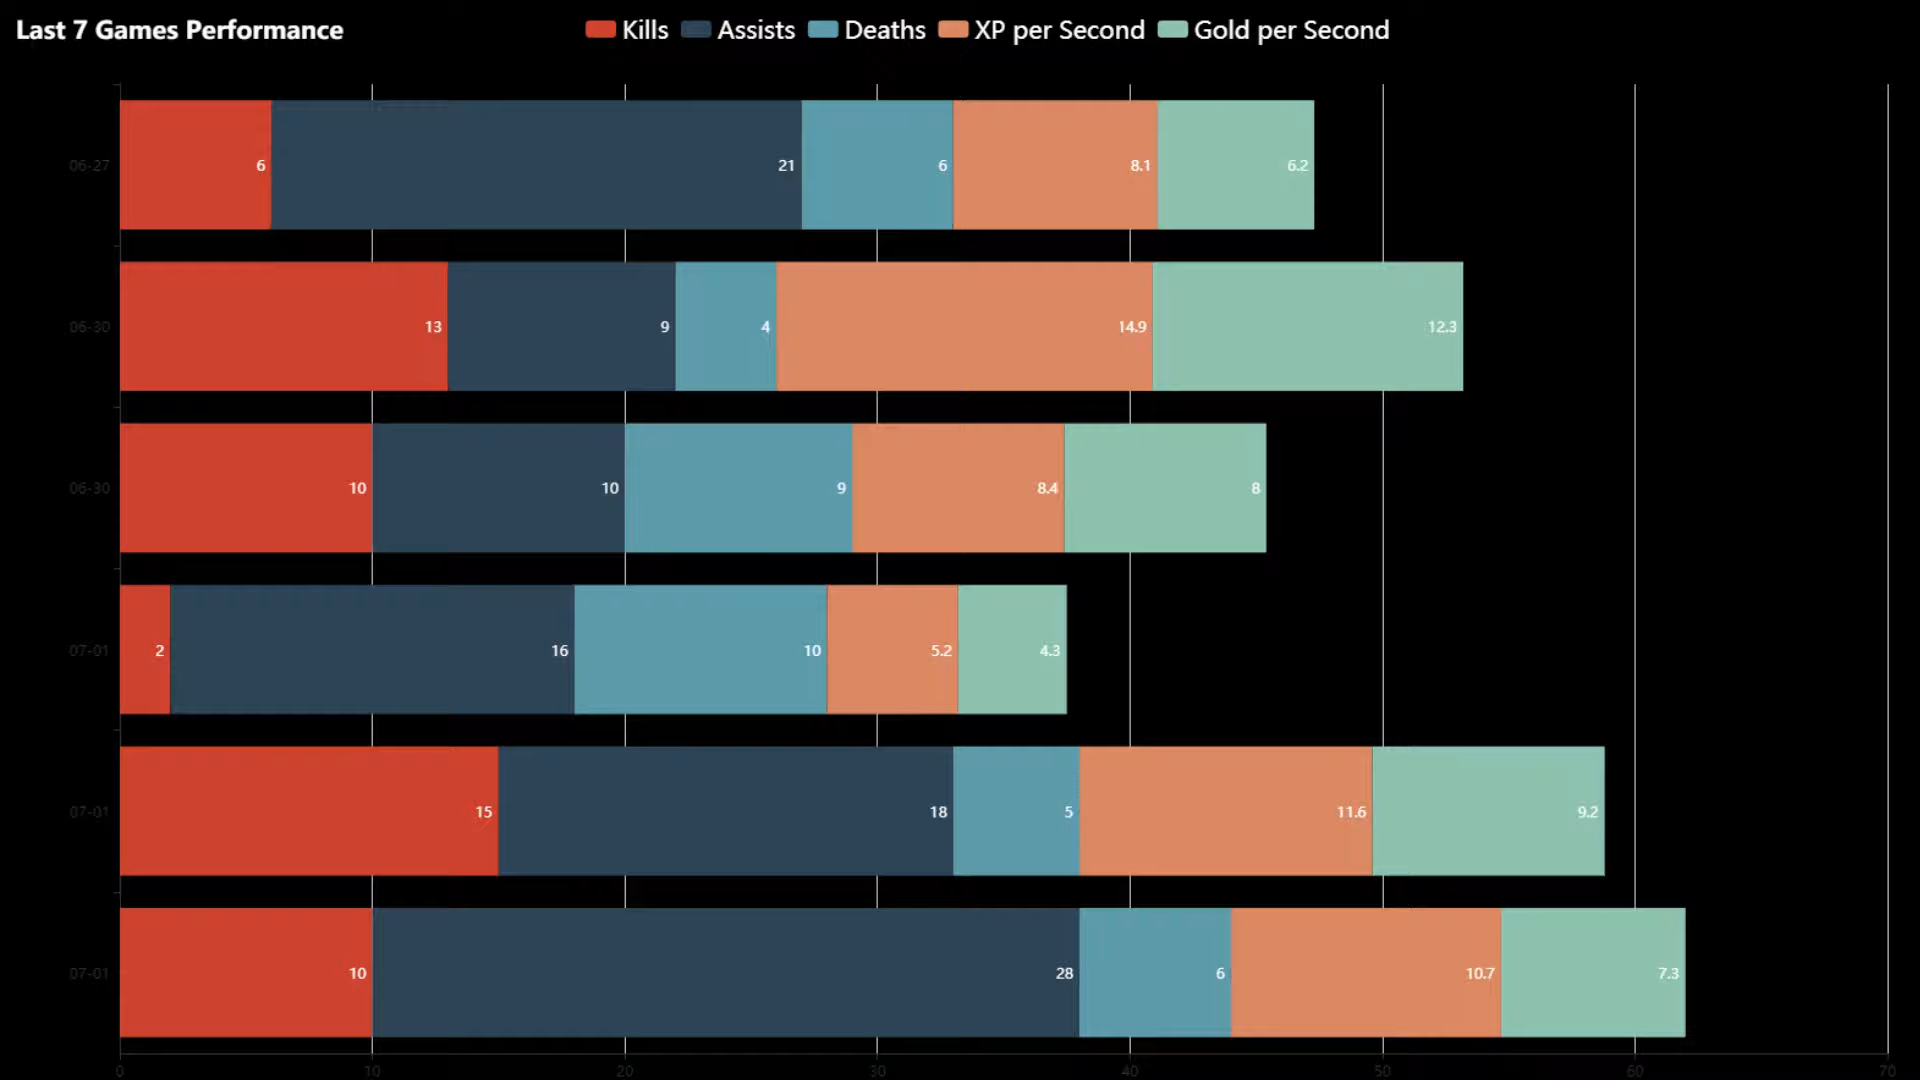 Last 7 Games Performance
Kills Assists Deaths XP per Second Gold per Second
06-27 6 21 6 8.1 6.2
06-30 13 9 4 14.9 12.3
06-30 10 10 9 8.4 8
07-01 2 16 10 5.2 4.3
07-01 15 18 5 11.6 9.2
07-01 10 28 6 10.7 7.3
0 10 20 30 40 50 60 70